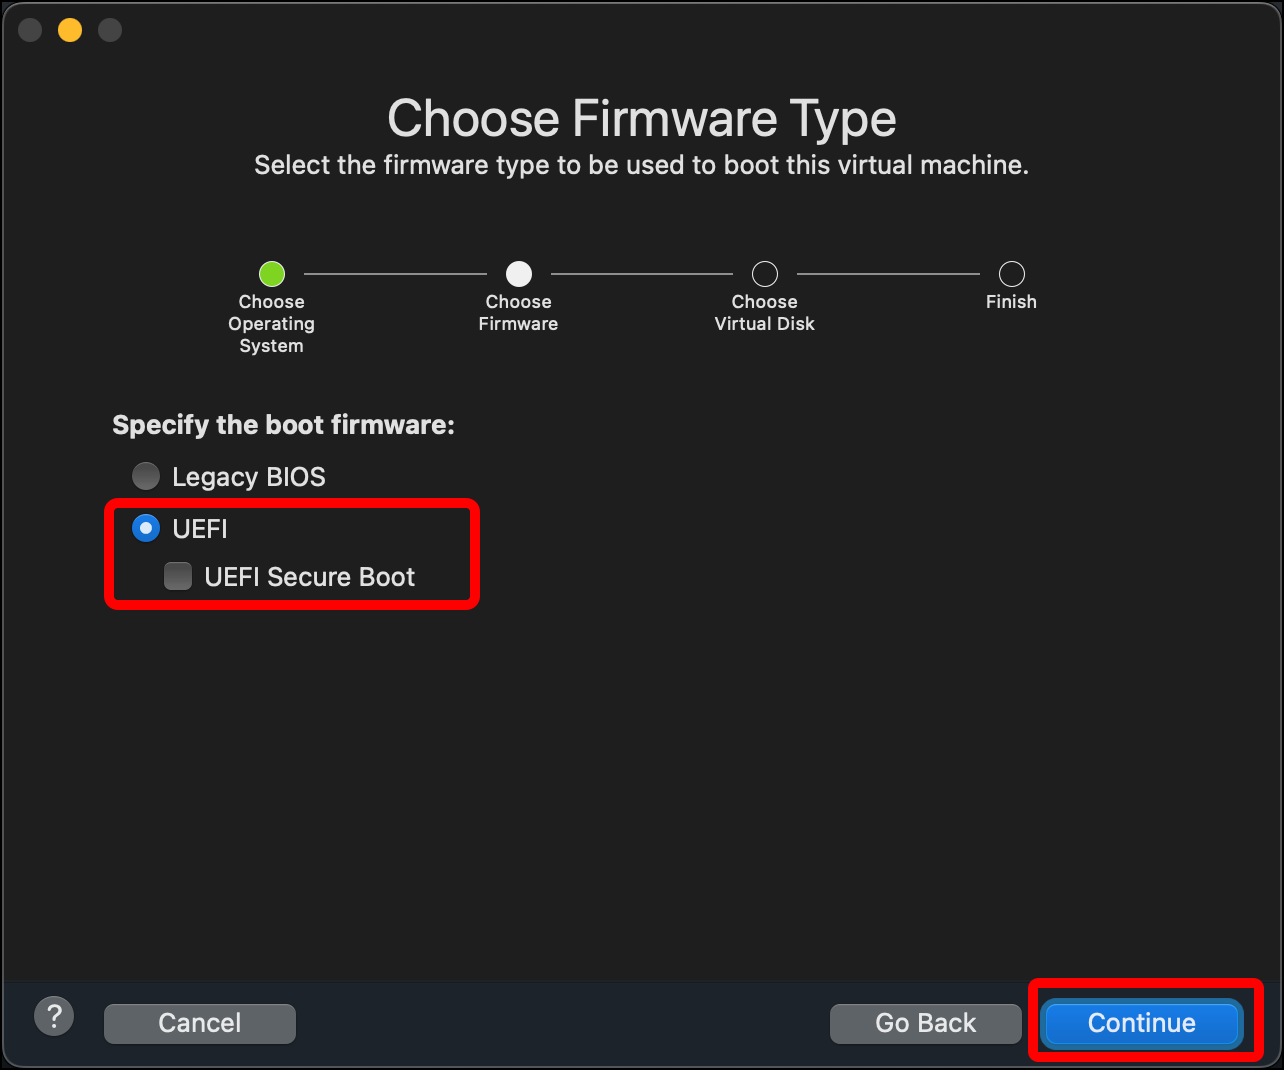 Choose Firmware Type
Select the firmware type to be used to boot this virtual machine.
Choose
Operating
System
Choose
Firmware
Choose
Virtual Disk
Finish
Specify the boot firmware:
Legacy BIOS
UEFI
UEFI Secure Boot
?
Cancel
Go Back
Continue